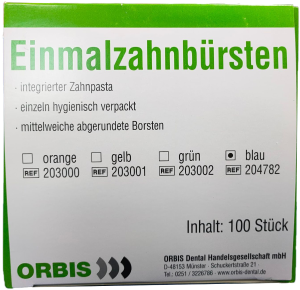 Einmalzahnbürsten
· integrierter Zahnpasta
· einzeln hygienisch verpackt
· mittelweiche abgerundete Borsten
orange gelb grün blau
REF 203000 REF 203001 REF 203002 REF 204782
Inhalt: 100 Stück
ORBIS Dental Handelsgesellschaft mbH
D-48153 Münster · Schuckertstraße 21
Tel.: 0251 / 3226786 · www.orbis-dental.de
ORBIS